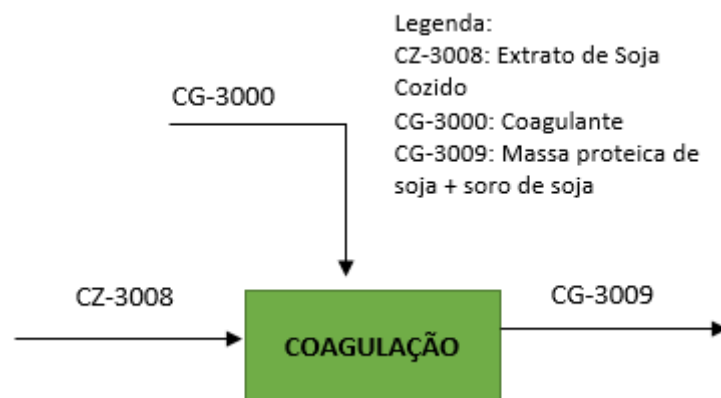 Legenda:
CZ-3008: Extrato de Soja
Cozido
CG-3000: Coagulante
CG-3009: Massa proteica de
soja + soro de soja
CG-3000
CZ-3008
COAGULAÇÃO
CG-3009